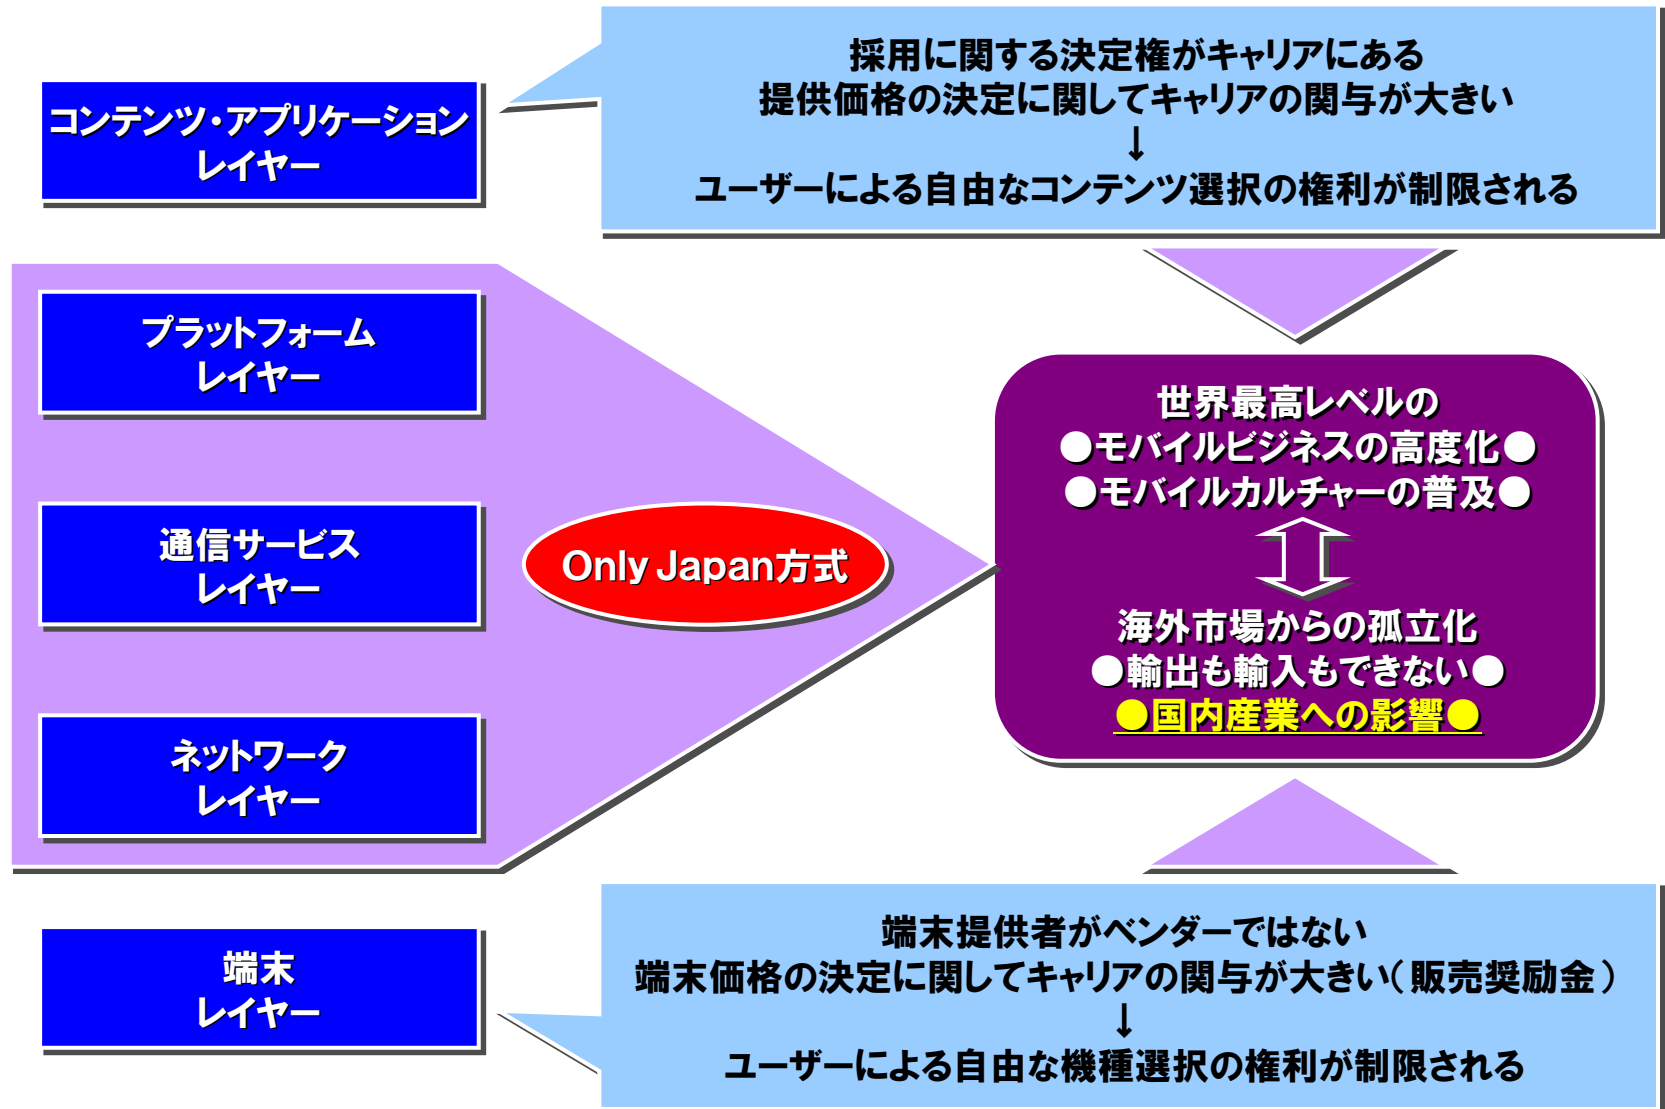 コンテンツ・アプリケーション
レイヤー
採用に関する決定権がキャリアにある
提供価格の決定に関してキャリアの関与が大きい
↓
ユーザーによる自由なコンテンツ選択の権利が制限される
プラットフォーム
レイヤー
通信サービス
レイヤー
ネットワーク
レイヤー
Only Japan方式
世界最高レベルの
●モバイルビジネスの高度化●
●モバイルカルチャーの普及●
海外市場からの孤立化
●輸出も輸入もできない●
●国内産業への影響●
端末
レイヤー
端末提供者がベンダーではない
端末価格の決定に関してキャリアの関与が大きい（販売奨励金）
↓
ユーザーによる自由な機種選択の権利が制限される